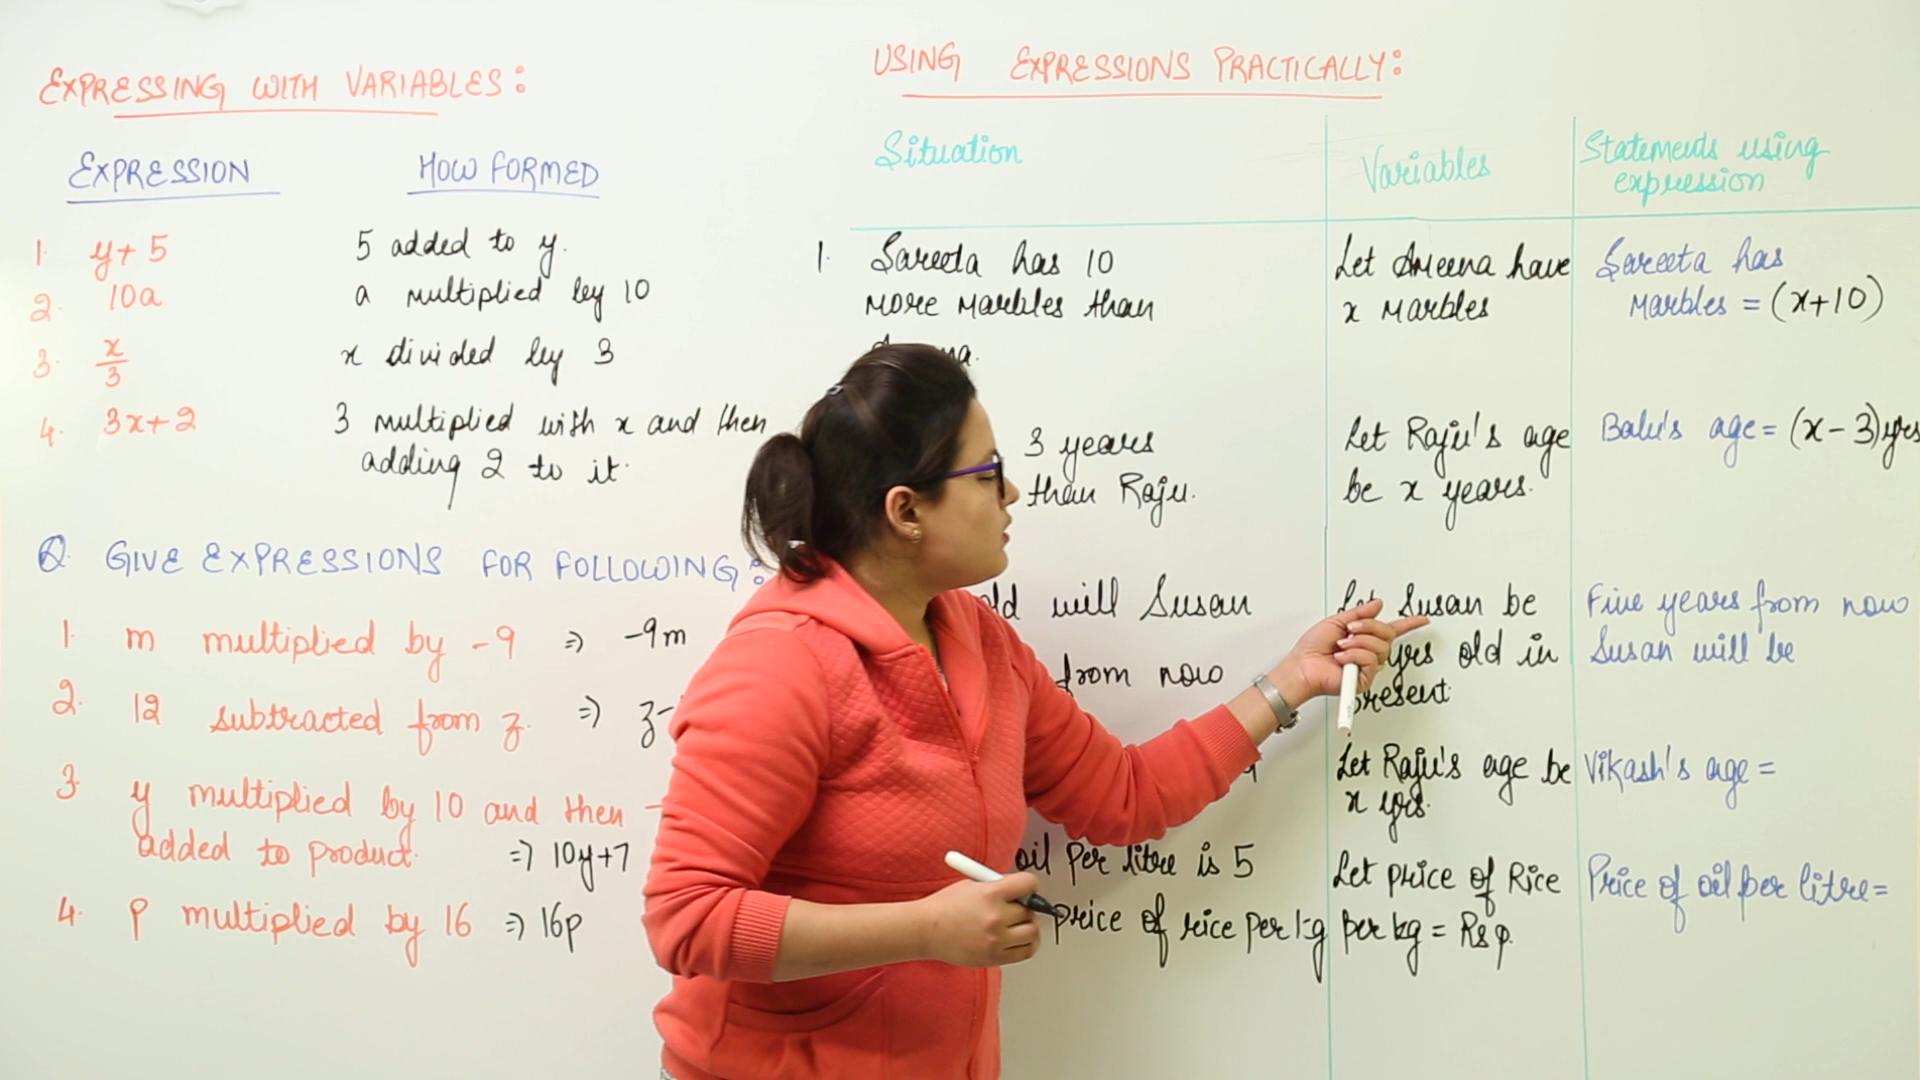 EXPRESSING WITH VARIABLES:
EXPRESSION
HOW FORMED
1. y+5
5 added to y.
2. 10a
a multiplied by 10
3. x/3
x divided by 3
4. 3x+2
3 multiplied with x and then
adding 2 to it.
Q. GIVE EXPRESSIONS FOR FOLLOWING:
1. m multiplied by -9 ⇒ -9m
2. 12 subtracted from z. ⇒ z-
3. y multiplied by 10 and then
added to product. ⇒ 10y+7
4. p multiplied by 16 ⇒ 16p
USING EXPRESSIONS PRACTICALLY:
Situation
Variables
Statements using
expression
1. Sareeta has 10
more marbles than
Let Ameena have
x marbles
Sareeta has
marbles = (x+10)
3 years
than Raju.
Let Raju's age
be x years.
Balu's age = (x-3)yrs
will Susan
from now
Let Susan be
yrs old in
present.
Five years from now
Susan will be
Let Raju's age be
x yrs.
Vikash's age =
oil per litre is 5
price of rice per kg
Let price of Rice
per kg = Rs p.
Price of oil per litre =